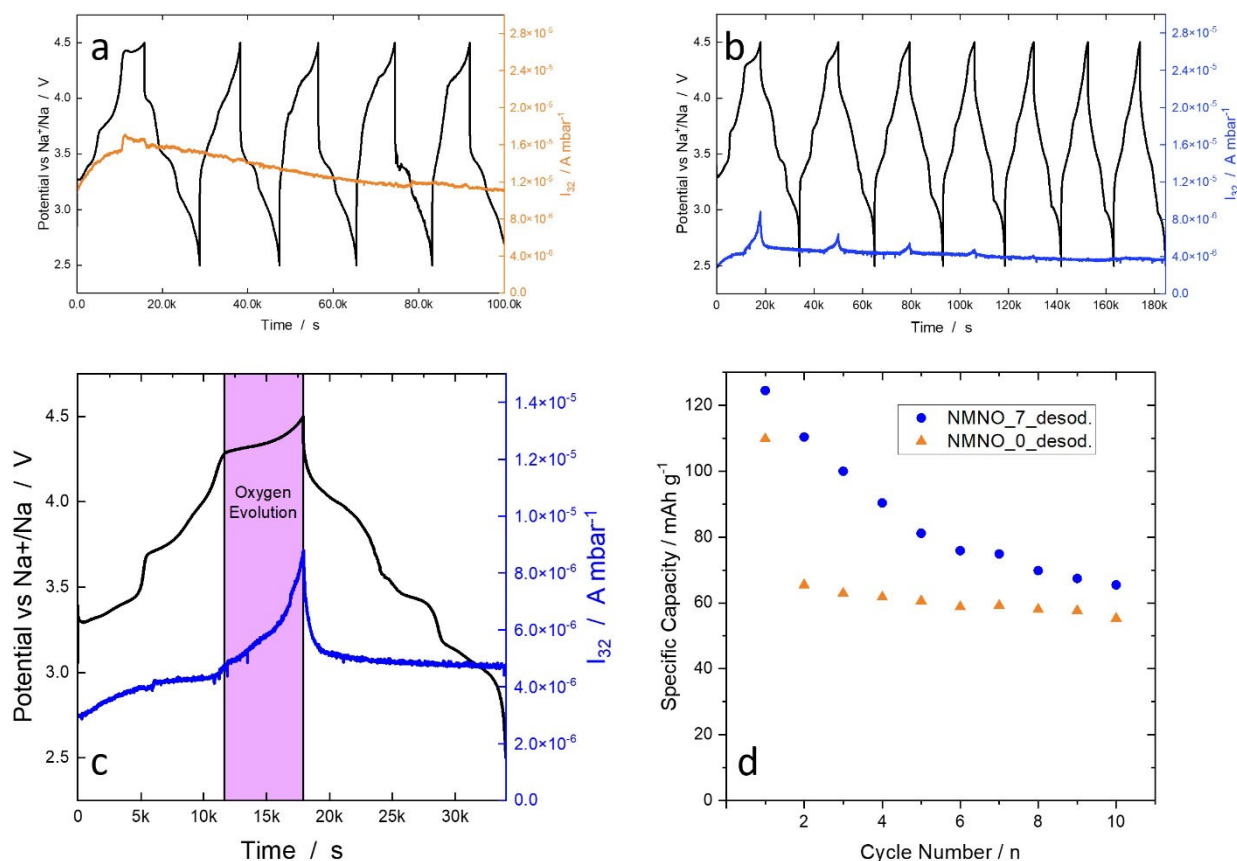 a
Potential vs Na⁺/Na / V
4.5
4.0
3.5
3.0
2.5
2.8×10⁻⁵
2.4×10⁻⁵
2.0×10⁻⁵
1.6×10⁻⁵
1.2×10⁻⁵
8.0×10⁻⁶
4.0×10⁻⁶
0.0
I₃₂ / A mbar⁻¹
0.0
20.0k
40.0k
60.0k
80.0k
100.0k
Time / s
b
Potential vs Na⁺/Na / V
4.5
4.0
3.5
3.0
2.5
2.8×10⁻⁵
2.4×10⁻⁵
2.0×10⁻⁵
1.6×10⁻⁵
1.2×10⁻⁵
8.0×10⁻⁶
4.0×10⁻⁶
0.0
I₃₂ / A mbar⁻¹
0
20k
40k
60k
80k
100k
120k
140k
160k
180k
Time / s
c
Potential vs Na+/Na / V
4.5
4.0
3.5
3.0
2.5
Oxygen
Evolution
1.4×10⁻⁵
1.2×10⁻⁵
1.0×10⁻⁵
8.0×10⁻⁶
6.0×10⁻⁶
4.0×10⁻⁶
2.0×10⁻⁶
0.0
I₃₂ / A mbar⁻¹
0
5k
10k
15k
20k
25k
30k
Time / s
d
Specific Capacity / mAh g⁻¹
120
100
80
60
40
20
0
NMNO_7_desod.
NMNO_0_desod.
2
4
6
8
10
Cycle Number / n